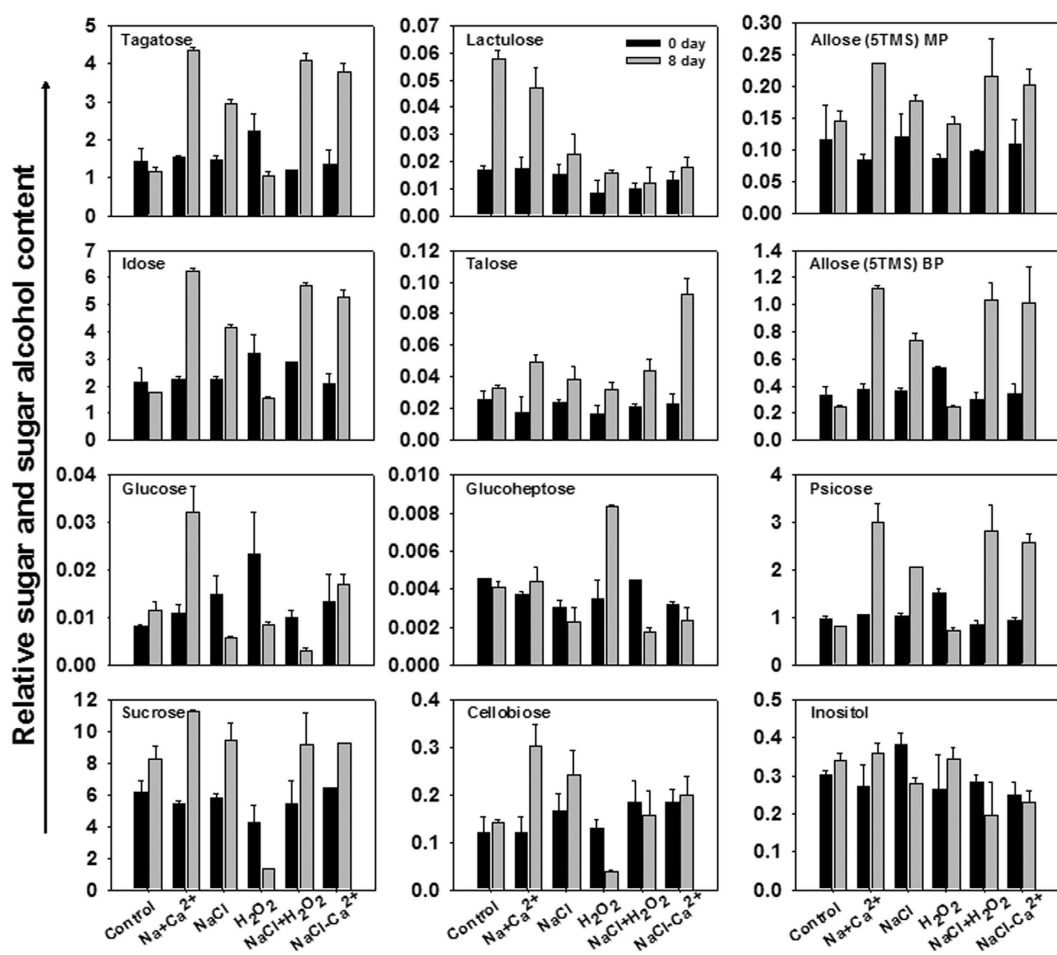 Relative sugar and sugar alcohol content
Tagatose
5
4
3
2
1
0
Lactulose
0 day
8 day
0.07
0.06
0.05
0.04
0.03
0.02
0.01
0.00
Allose (5TMS) MP
0.30
0.25
0.20
0.15
0.10
0.05
0.00
Idose
7
6
5
4
3
2
1
0
Talose
0.12
0.10
0.08
0.06
0.04
0.02
0.00
Allose (5TMS) BP
1.4
1.2
1.0
0.8
0.6
0.4
0.2
0.0
Glucose
0.04
0.03
0.02
0.01
0.00
Glucoheptose
0.010
0.008
0.006
0.004
0.002
0.000
Psicose
4
3
2
1
0
Sucrose
12
10
8
6
4
2
0
Cellobiose
0.4
0.3
0.2
0.1
0.0
Inositol
0.5
0.4
0.3
0.2
0.1
0.0
Control
Na+Ca²⁺
NaCl
H₂O₂
NaCl+H₂O₂
NaCl-Ca²⁺
Control
Na+Ca²⁺
NaCl
H₂O₂
NaCl+H₂O₂
NaCl-Ca²⁺
Control
Na+Ca²⁺
NaCl
H₂O₂
NaCl+H₂O₂
NaCl-Ca²⁺